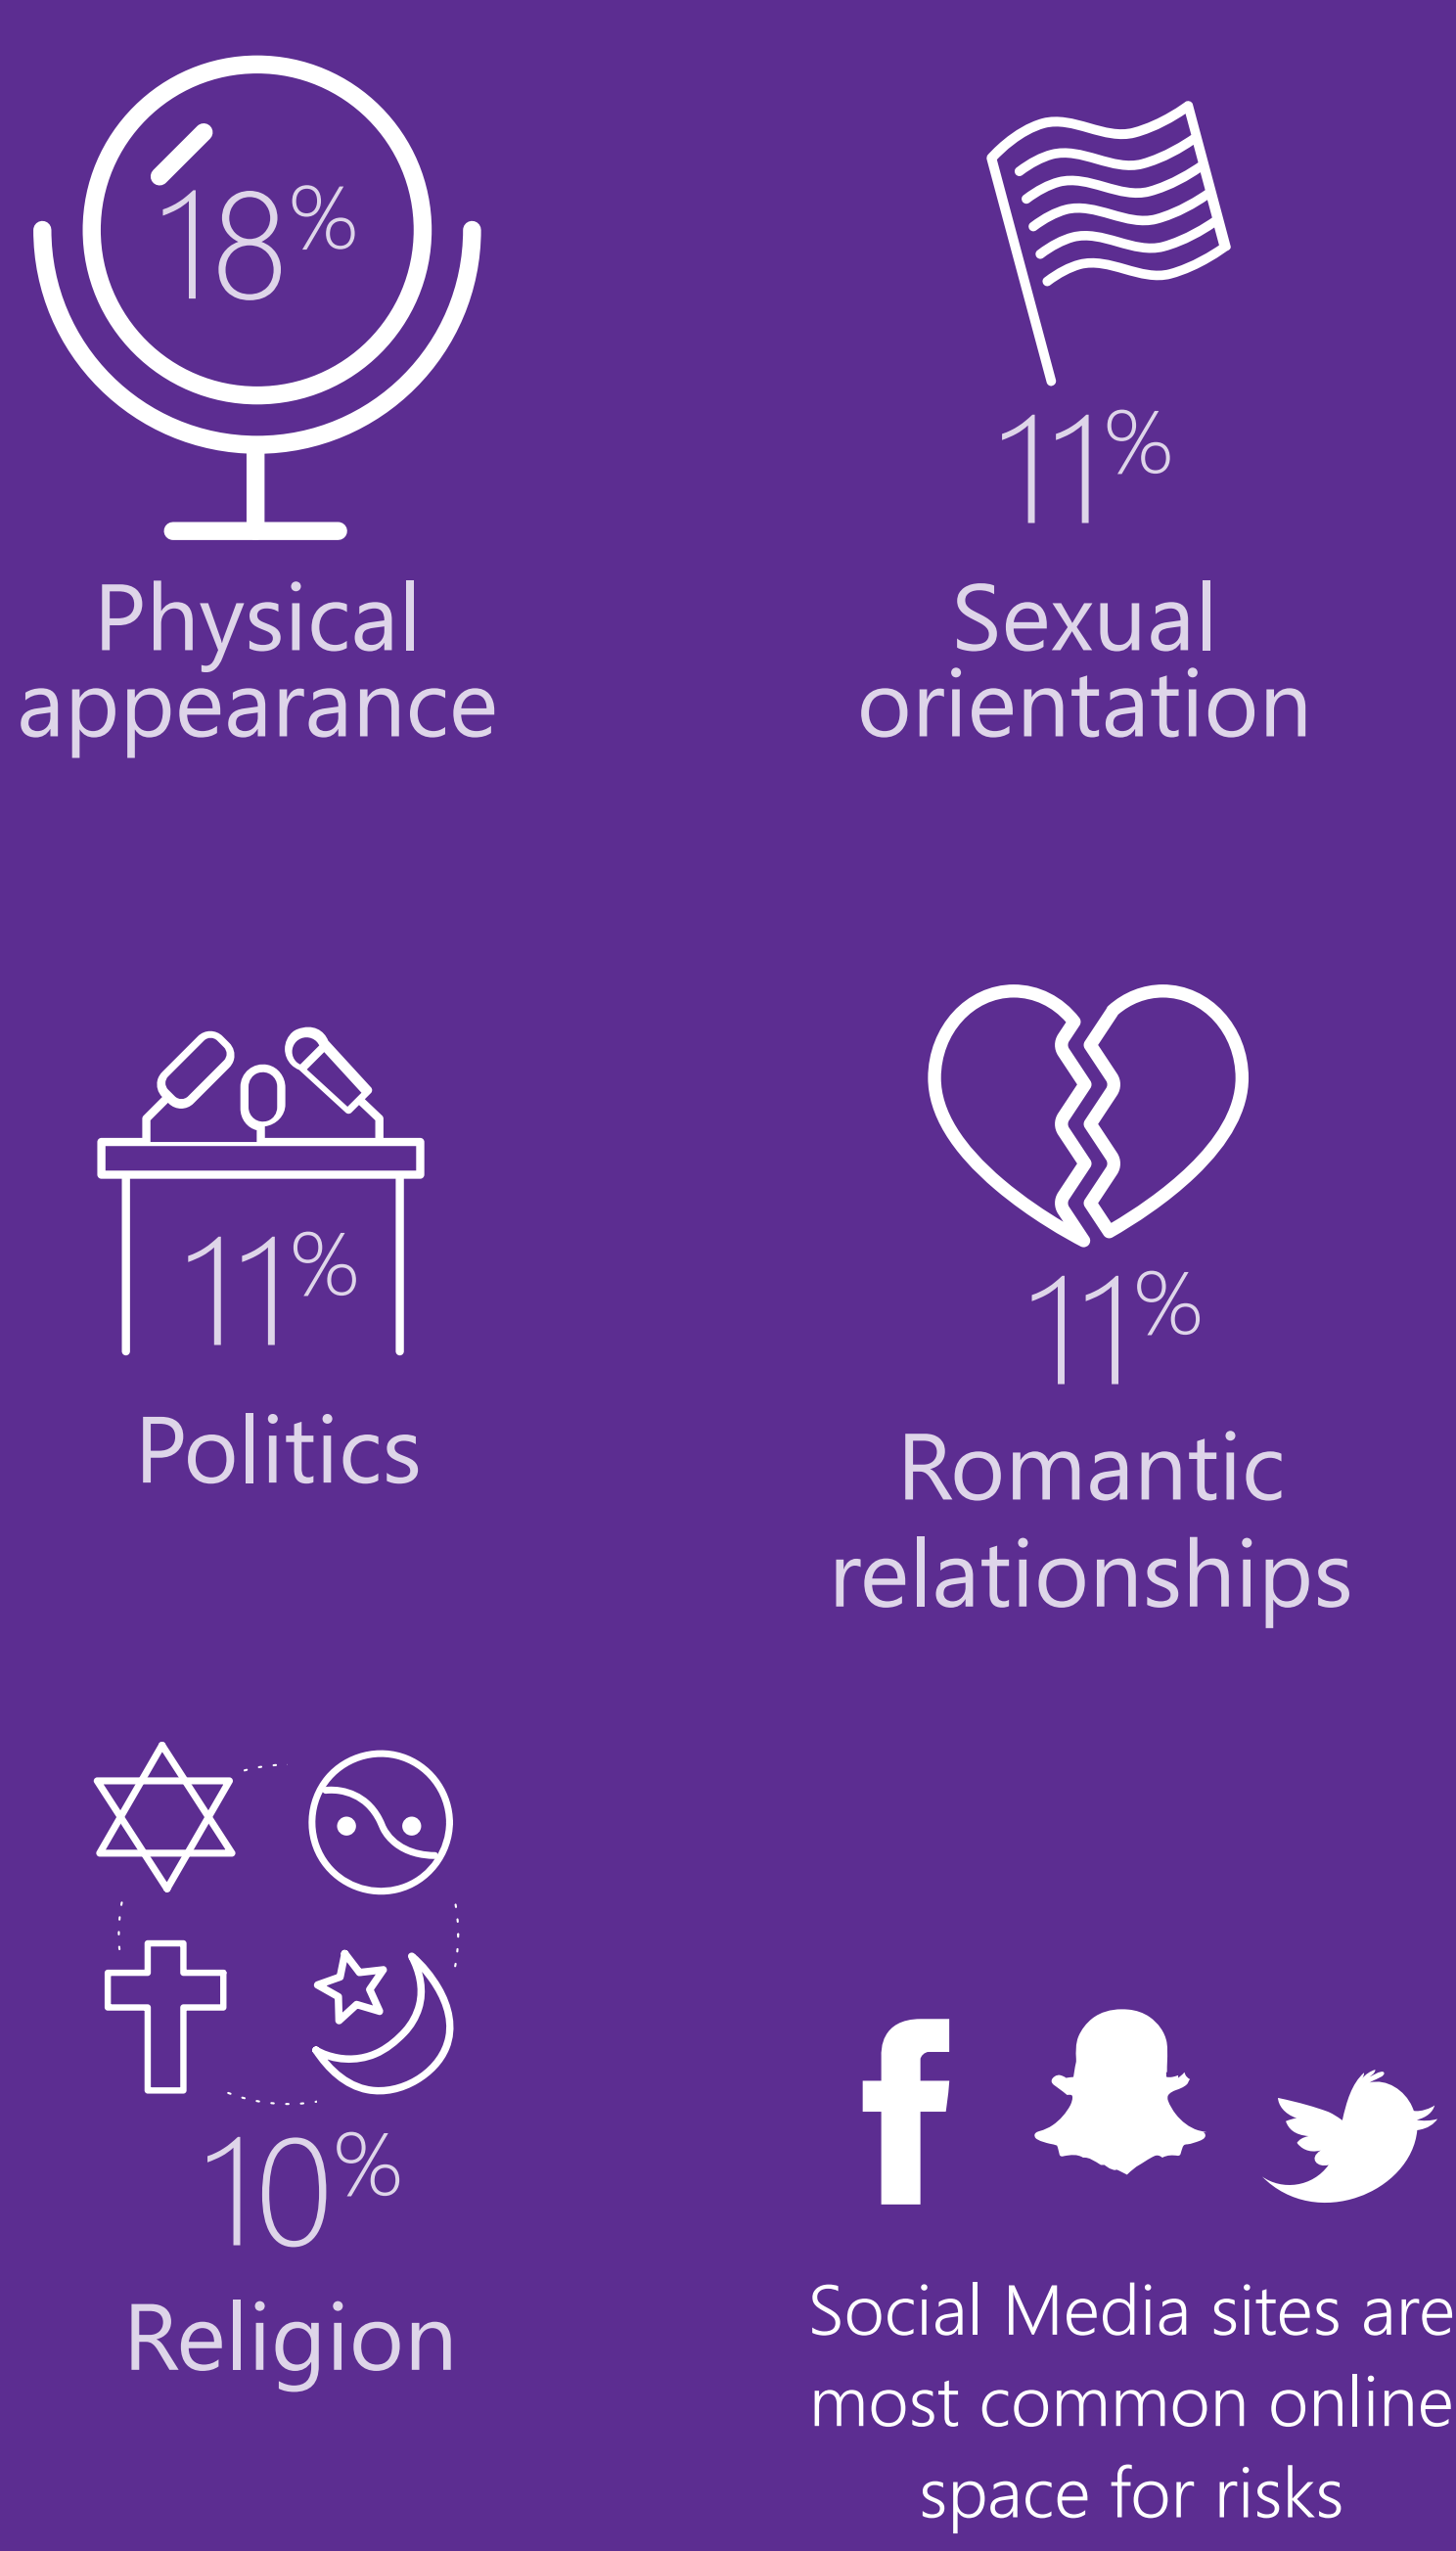 18%
Physical
appearance
11%
Sexual
orientation
11%
Politics
11%
Romantic
relationships
10%
Religion
Social Media sites are
most common online
space for risks